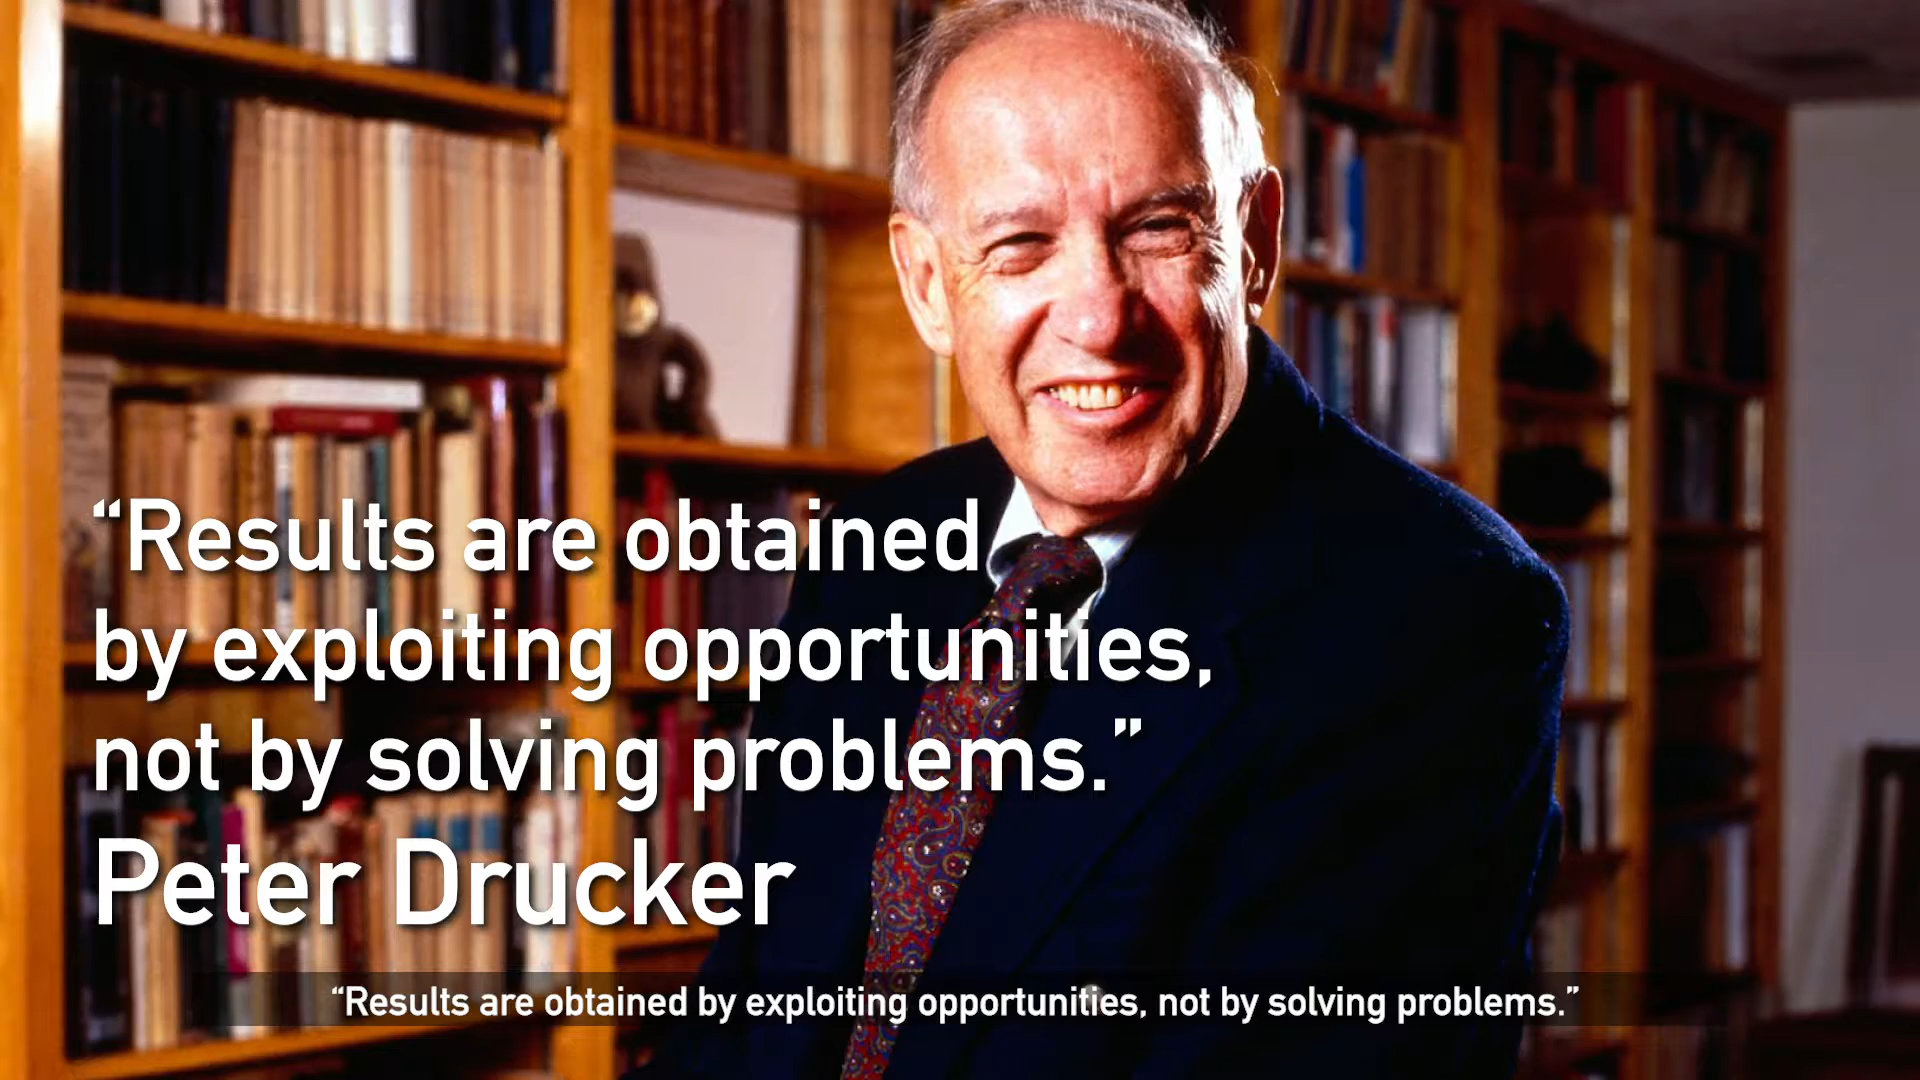 “Results are obtained
by exploiting opportunities,
not by solving problems.”
Peter Drucker
“Results are obtained by exploiting opportunities, not by solving problems.”